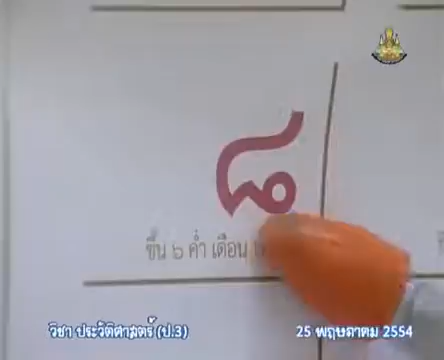 ๘
ขึ้น ๖ ค่ำ เดือน
วิชา ประวัติศาสตร์ (ป.3)
25 พฤษภาคม 2554